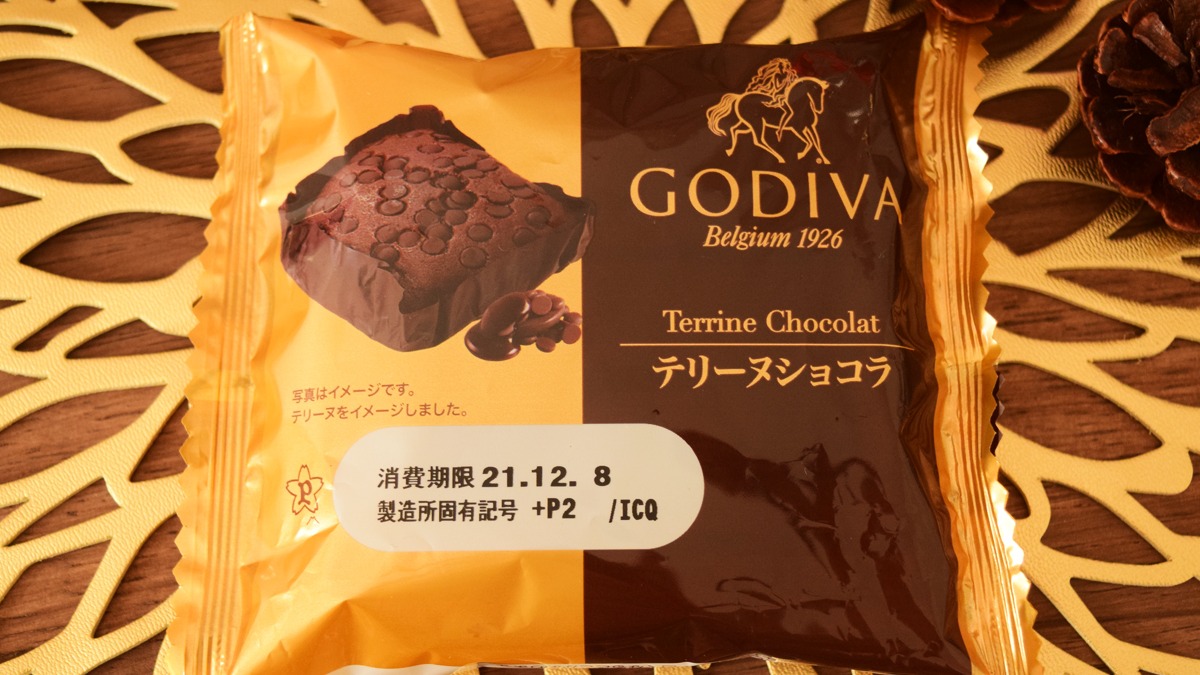 GODIVA
Belgium 1926
Terrine Chocolat
テリーヌショコラ
写真はイメージです。
テリーヌをイメージしました。
P
消費期限 21.12. 8
製造所固有記号 +P2 /ICQ